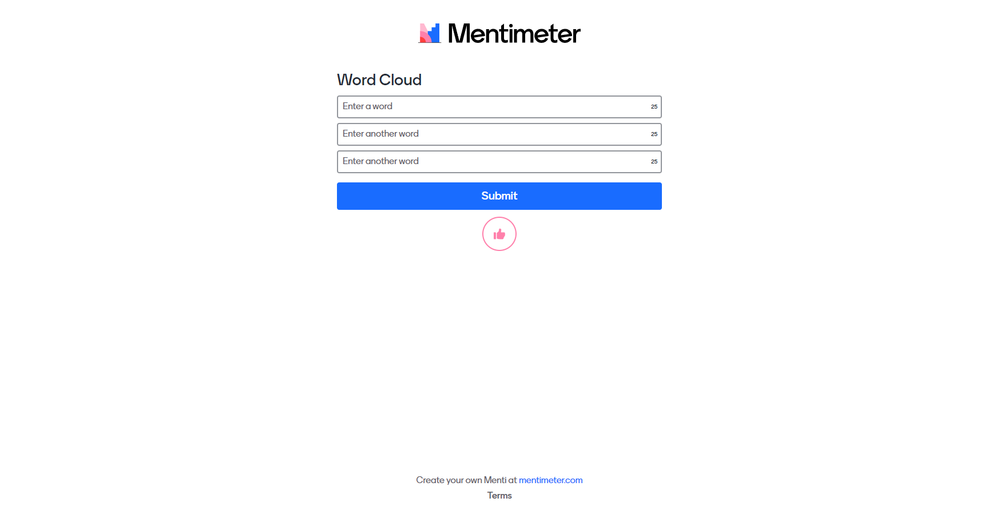 Mentimeter
Word Cloud
Enter a word 25
Enter another word 25
Enter another word 25
Submit
Create your own Menti at mentimeter.com
Terms